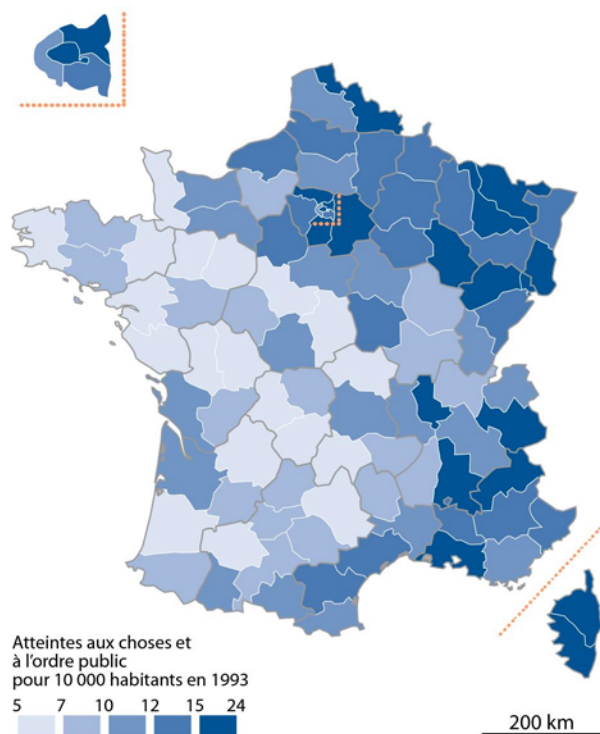 Atteintes aux choses et
à l'ordre public
pour 10 000 habitants en 1993
5 7 10 12 15 24
200 km